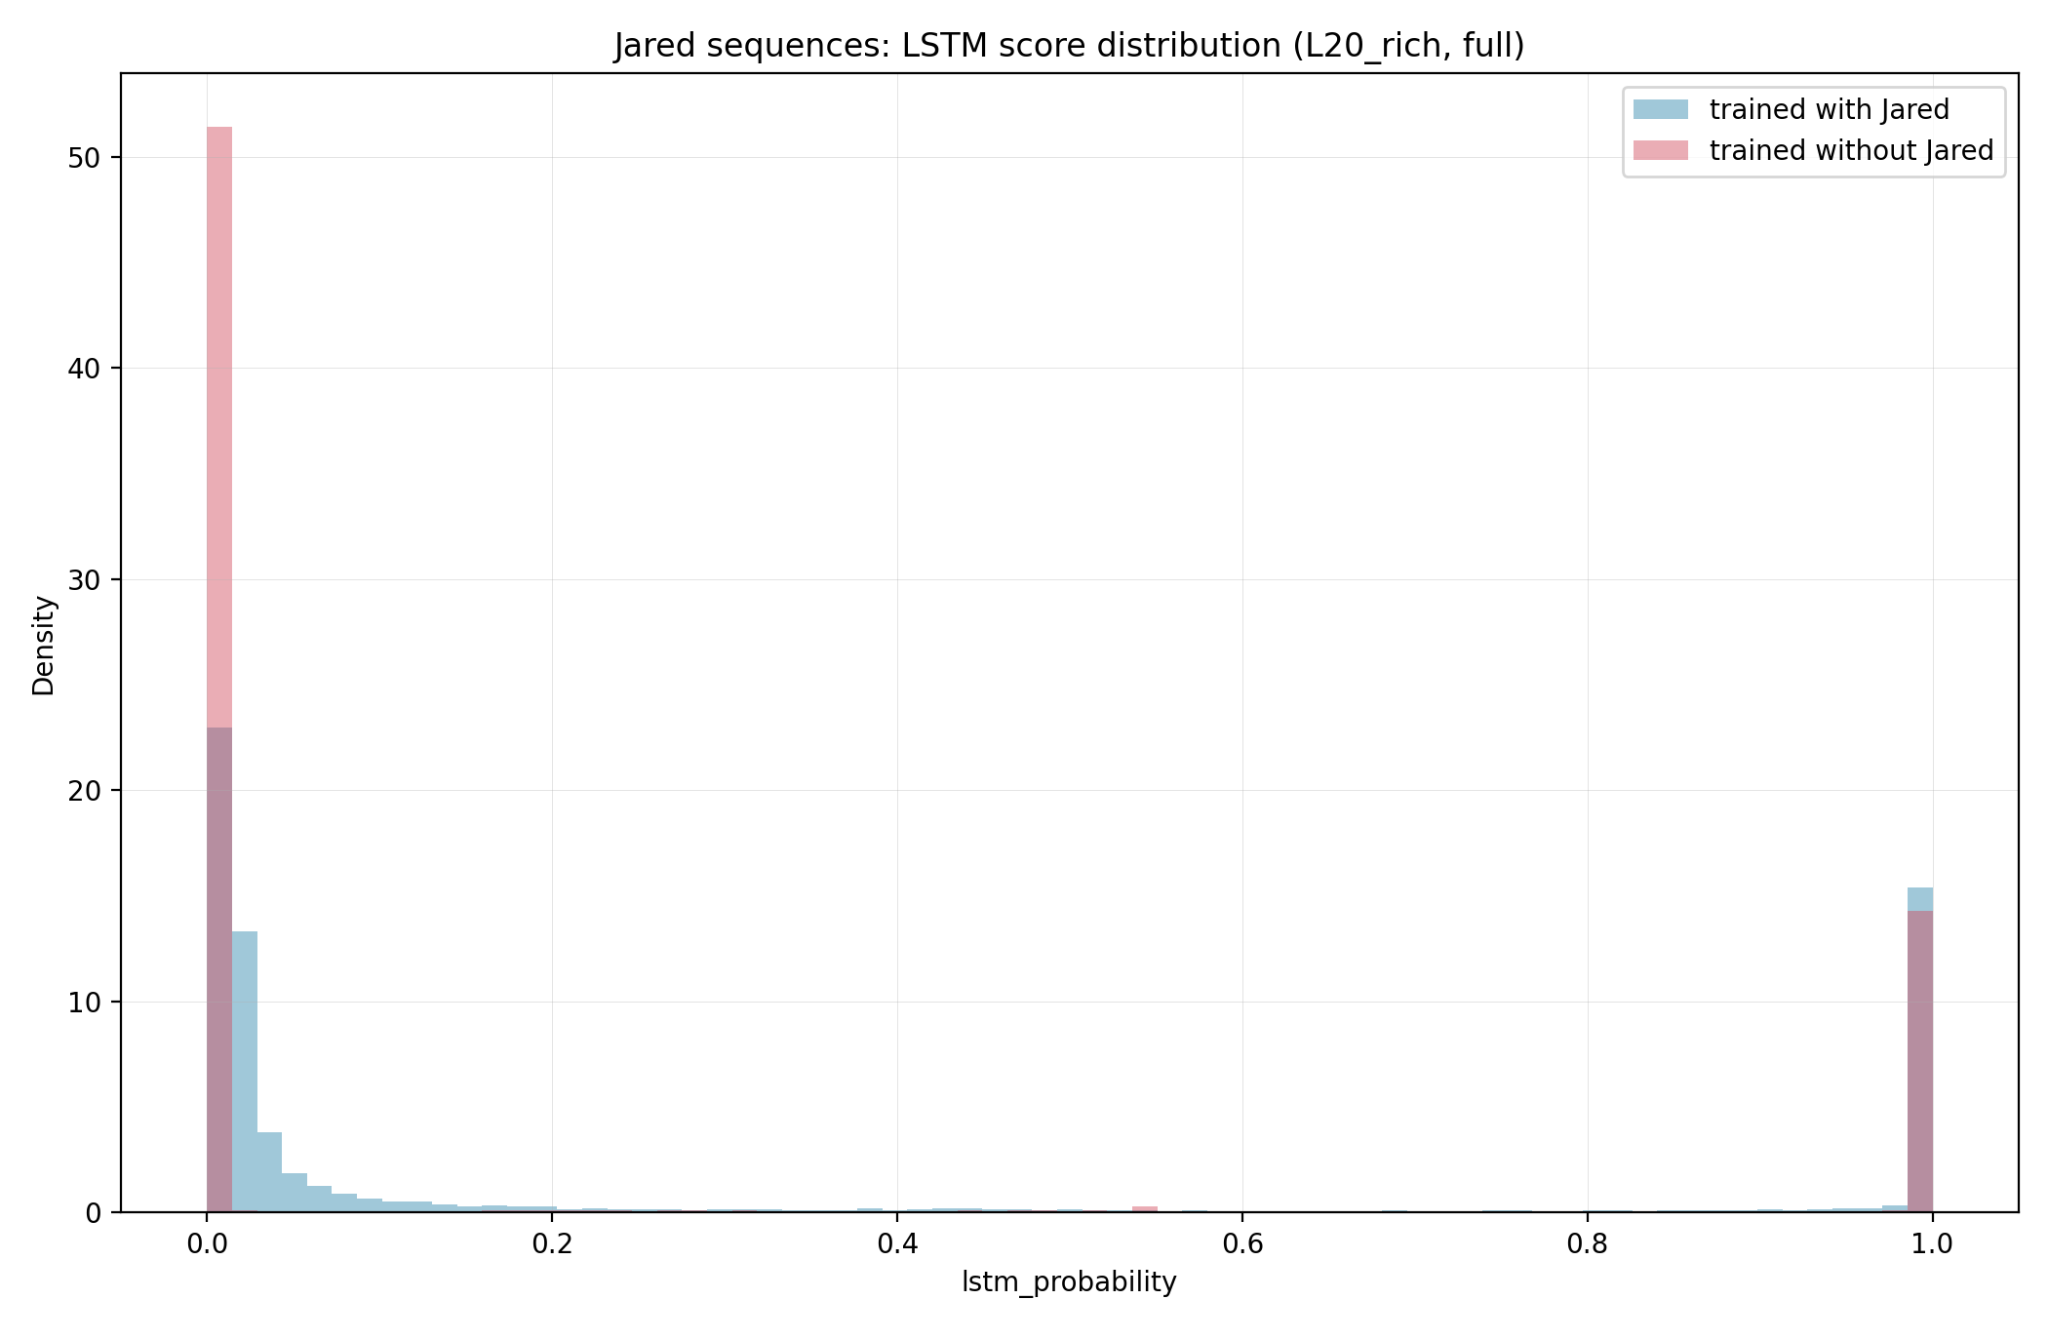 Jared sequences: LSTM score distribution (L20_rich, full)
trained with Jared
trained without Jared
50
40
30
20
10
0
Density
0.0 0.2 0.4 0.6 0.8 1.0
lstm_probability